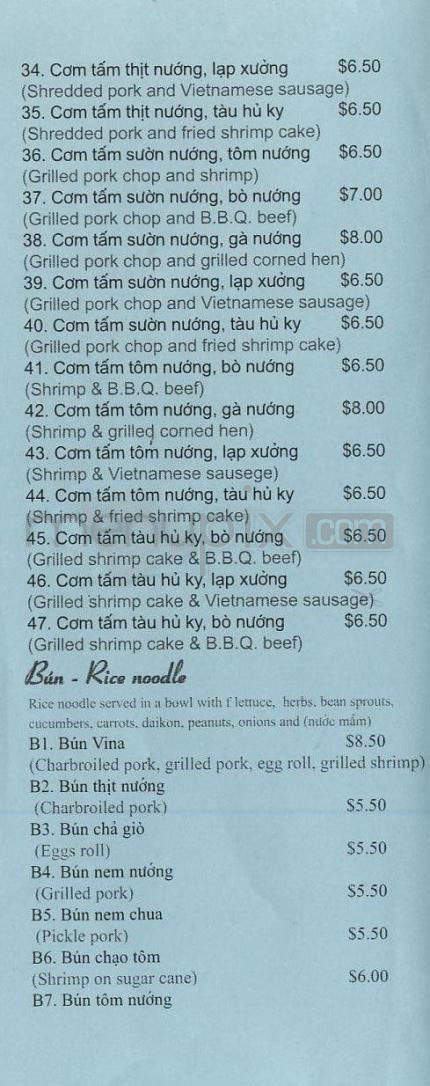 34. Cơm tấm thịt nướng, lạp xưởng $6.50
(Shredded pork and Vietnamese sausage)
35. Cơm tấm thịt nướng, tàu hủ ky $6.50
(Shredded pork and fried shrimp cake)
36. Cơm tấm sườn nướng, tôm nướng $6.50
(Grilled pork chop and shrimp)
37. Cơm tấm sườn nướng, bò nướng $7.00
(Grilled pork chop and B.B.Q. beef)
38. Cơm tấm sườn nướng, gà nướng $8.00
(Grilled pork chop and grilled corned hen)
39. Cơm tấm sườn nướng, lạp xưởng $6.50
(Grilled pork chop and Vietnamese sausage)
40. Cơm tấm sườn nướng, tàu hủ ky $6.50
(Grilled pork chop and fried shrimp cake)
41. Cơm tấm tôm nướng, bò nướng $6.50
(Shrimp & B.B.Q. beef)
42. Cơm tấm tôm nướng, gà nướng $8.00
(Shrimp & grilled corned hen)
43. Cơm tấm tôm nướng, lạp xưởng $6.50
(Shrimp & Vietnamese sausege)
44. Cơm tấm tôm nướng, tàu hủ ky $6.50
(Shrimp & fried shrimp cake)
menupix.com
45. Cơm tấm tàu hủ ky, bò nướng $6.50
(Grilled shrimp cake & B.B.Q. beef)
46. Cơm tấm tàu hủ ky, lạp xưởng $6.50
(Grilled shrimp cake & Vietnamese sausage)
47. Cơm tấm tàu hủ ky, bò nướng $6.50
(Grilled shrimp cake & B.B.Q. beef)
Bún - Rice noodle
Rice noodle served in a bowl with f lettuce, herbs, bean sprouts,
cucumbers, carrots, daikon, peanuts, onions and (nước mắm)
B1. Bún Vina $8.50
(Charbroiled pork, grilled pork, egg roll, grilled shrimp)
B2. Bún thịt nướng
(Charbroiled pork) $5.50
B3. Bún chả giò
(Eggs roll) $5.50
B4. Bún nem nướng
(Grilled pork) $5.50
B5. Bún nem chua
(Pickle pork) $5.50
B6. Bún chạo tôm
(Shrimp on sugar cane) $6.00
B7. Bún tôm nướng